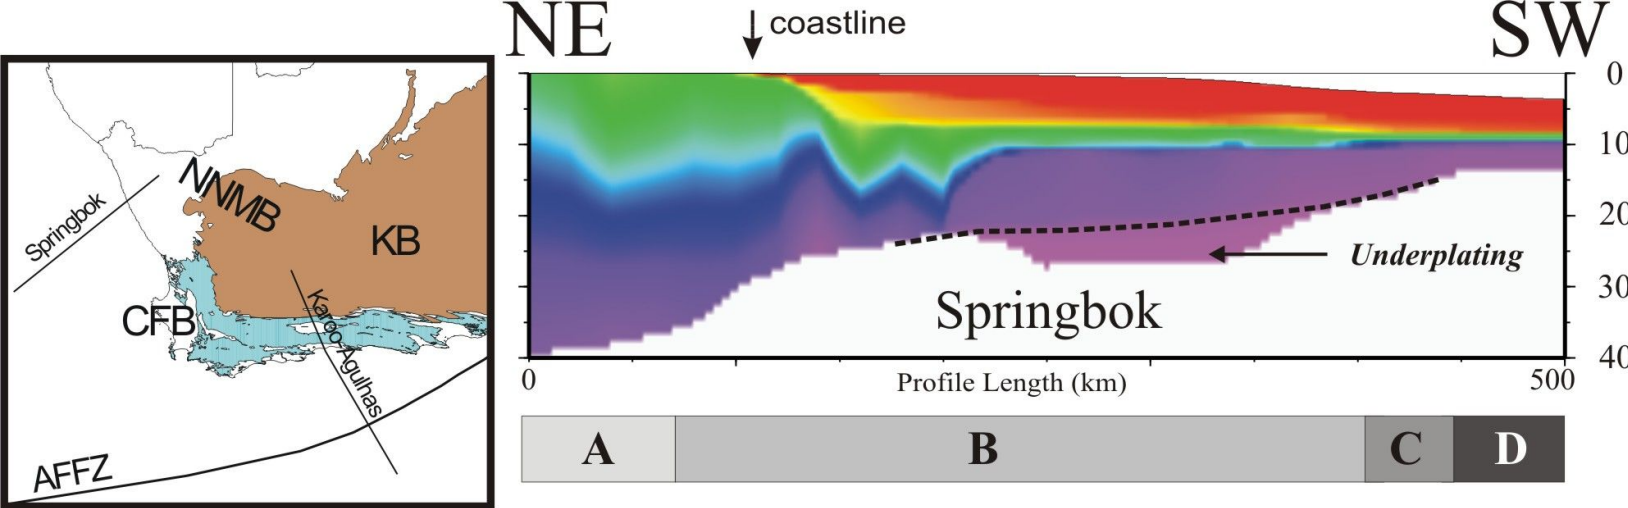 NE
SW
coastline
NNMB
Springbok
KB
CFB
Karoo-Agulhas
AFFZ
0
10
20
30
40
Underplating
Springbok
0
Profile Length (km)
500
A
B
C
D